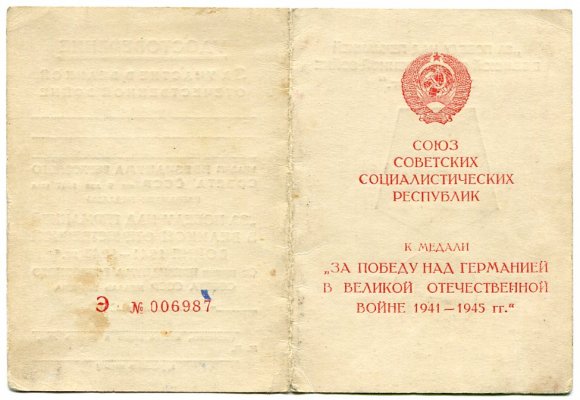 Э № 006987
СОЮЗ
СОВЕТСКИХ
СОЦИАЛИСТИЧЕСКИХ
РЕСПУБЛИК
К МЕДАЛИ
„ЗА ПОБЕДУ НАД ГЕРМАНИЕЙ
В ВЕЛИКОЙ ОТЕЧЕСТВЕННОЙ
ВОЙНЕ 1941—1945 гг.“